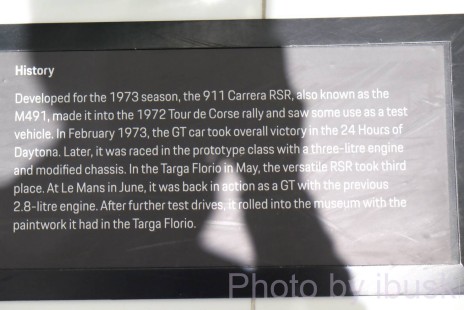 History
Developed for the 1973 season, the 911 Carrera RSR, also known as the
M491, made it into the 1972 Tour de Corse rally and saw some use as a test
vehicle. In February 1973, the GT car took overall victory in the 24 Hours of
Daytona. Later, it was raced in the prototype class with a three-litre engine
and modified chassis. In the Targa Florio in May, the versatile RSR took third
place. At Le Mans in June, it was back in action as a GT with the previous
2.8-litre engine. After further test drives, it rolled into the museum with the
paintwork it had in the Targa Florio.
Photo by